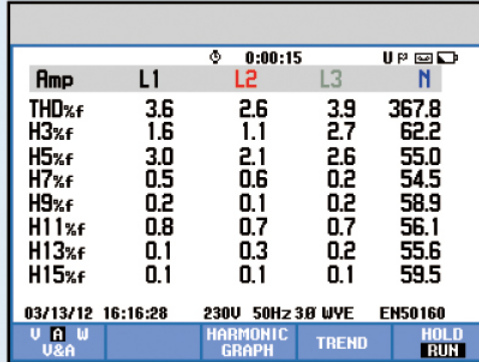 0:00:15 U
Amp L1 L2 L3 N
THD%f 3.6 2.6 3.9 367.8
H3%f 1.6 1.1 2.7 62.2
H5%f 3.0 2.1 2.6 55.0
H7%f 0.5 0.6 0.2 54.5
H9%f 0.2 0.1 0.2 58.9
H11%f 0.8 0.7 0.7 56.1
H13%f 0.1 0.3 0.2 55.6
H15%f 0.1 0.1 0.1 59.5
03/13/12 16:16:28 230V 50Hz 3Ø WYE EN50160
V A W HARMONIC TREND HOLD
V&A GRAPH RUN